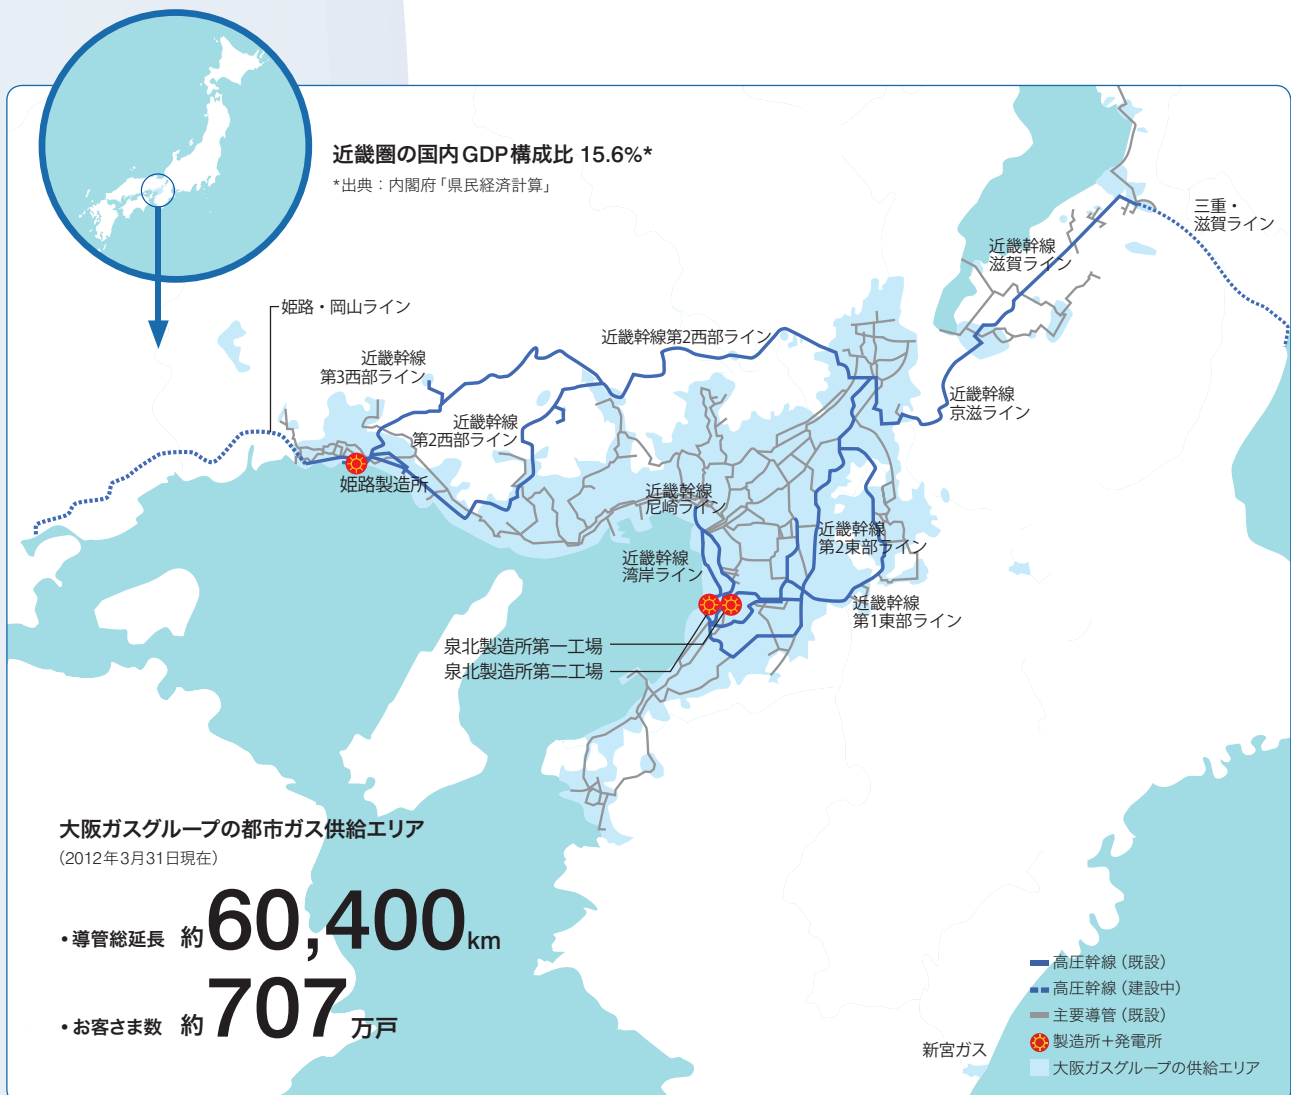 近畿圏の国内GDP構成比 15.6%*
*出典：内閣府「県民経済計算」
三重・
滋賀ライン
近畿幹線
滋賀ライン
姫路・岡山ライン
近畿幹線第2西部ライン
近畿幹線
第3西部ライン
近畿幹線
京滋ライン
近畿幹線
第2西部ライン
姫路製造所
近畿幹線
尼崎ライン
近畿幹線
第2東部ライン
近畿幹線
湾岸ライン
近畿幹線
第1東部ライン
泉北製造所第一工場
泉北製造所第二工場
大阪ガスグループの都市ガス供給エリア
（2012年3月31日現在）
・導管総延長 約60,400km
・お客さま数 約707万戸
高圧幹線（既設）
高圧幹線（建設中）
主要導管（既設）
製造所＋発電所
大阪ガスグループの供給エリア
新宮ガス